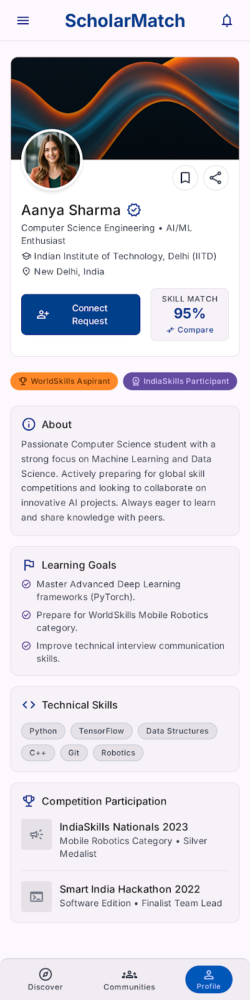 ScholarMatch
Aanya Sharma
Computer Science Engineering • AI/ML
Enthusiast
Indian Institute of Technology, Delhi (IITD)
New Delhi, India
Connect
Request
SKILL MATCH
95%
Compare
WorldSkills Aspirant
IndiaSkills Participant
About
Passionate Computer Science student with a
strong focus on Machine Learning and Data
Science. Actively preparing for global skill
competitions and looking to collaborate on
innovative AI projects. Always eager to learn
and share knowledge with peers.
Learning Goals
Master Advanced Deep Learning
frameworks (PyTorch).
Prepare for WorldSkills Mobile Robotics
category.
Improve technical interview communication
skills.
Technical Skills
Python TensorFlow Data Structures
C++ Git Robotics
Competition Participation
IndiaSkills Nationals 2023
Mobile Robotics Category • Silver
Medalist
Smart India Hackathon 2022
Software Edition • Finalist Team Lead
Discover Communities Profile